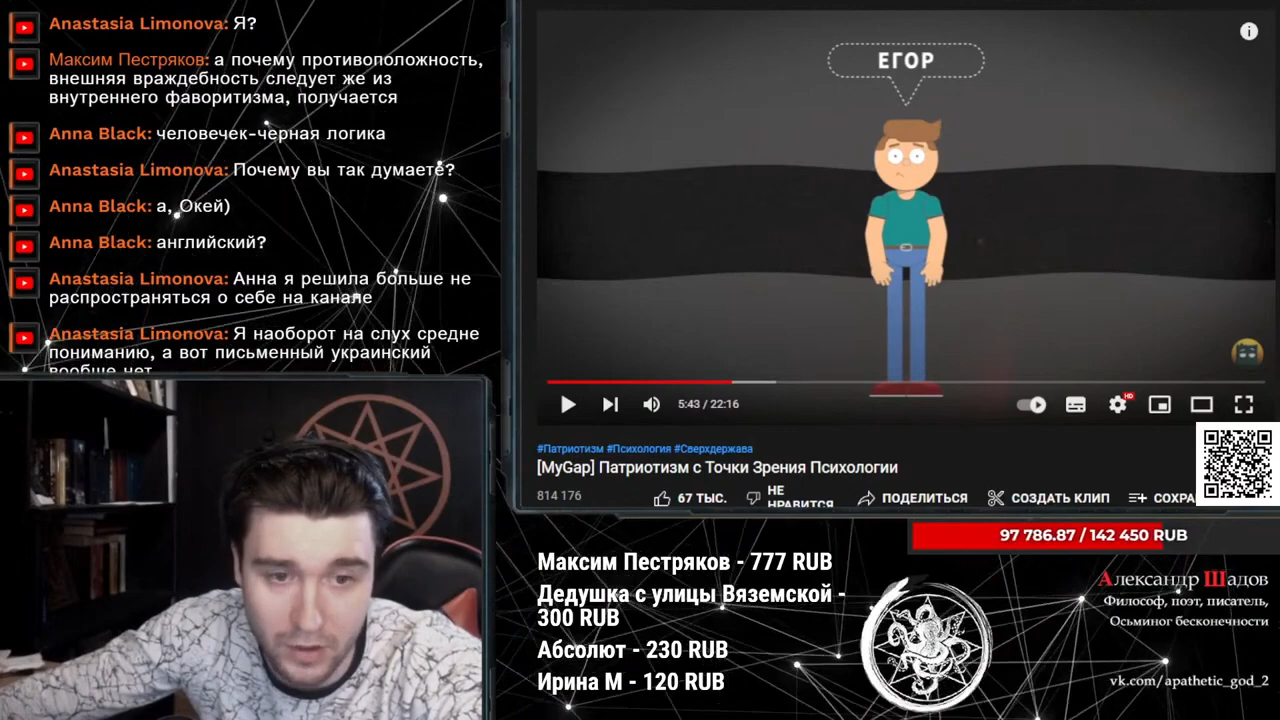 Anastasia Limonova: Я?
Максим Пестряков: а почему противоположность,
внешняя враждебность следует же из
внутреннего фаворитизма, получается
Anna Black: человечек-черная логика
Anastasia Limonova: Почему вы так думаете?
Anna Black: а, Окей)
Anna Black: английский?
Anastasia Limonova: Анна я решила больше не
распространяться о себе на канале
Anastasia Limonova: Я наоборот на слух средне
пониманию, а вот письменный украинский
вообще нет
ЕГОР
5:43 / 22:16
HD
#Патриотизм #Психология #Сверхдержава
[MyGap] Патриотизм с Точки Зрения Психологии
814 176
67 ТЫС.
НЕ
НРАВИТСЯ
ПОДЕЛИТЬСЯ
СОЗДАТЬ КЛИП
СОХРА
97 786.87 / 142 450 RUB
Максим Пестряков - 777 RUB
Дедушка с улицы Вяземской -
300 RUB
Абсолют - 230 RUB
Ирина М - 120 RUB
Александр Шадов
Философ, поэт, писатель,
Осьминог бесконечности
vk.com/apathetic_god_2